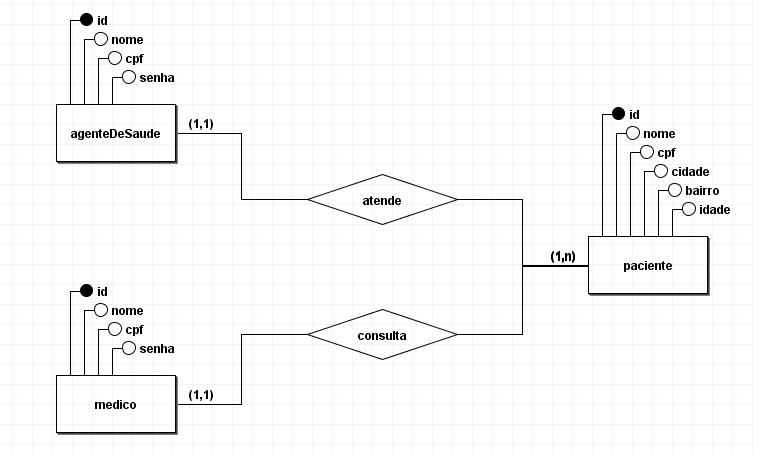 id
nome
cpf
senha
agenteDeSaude
(1,1)
atende
id
nome
cpf
cidade
bairro
idade
(1,n)
paciente
id
nome
cpf
senha
medico
(1,1)
consulta